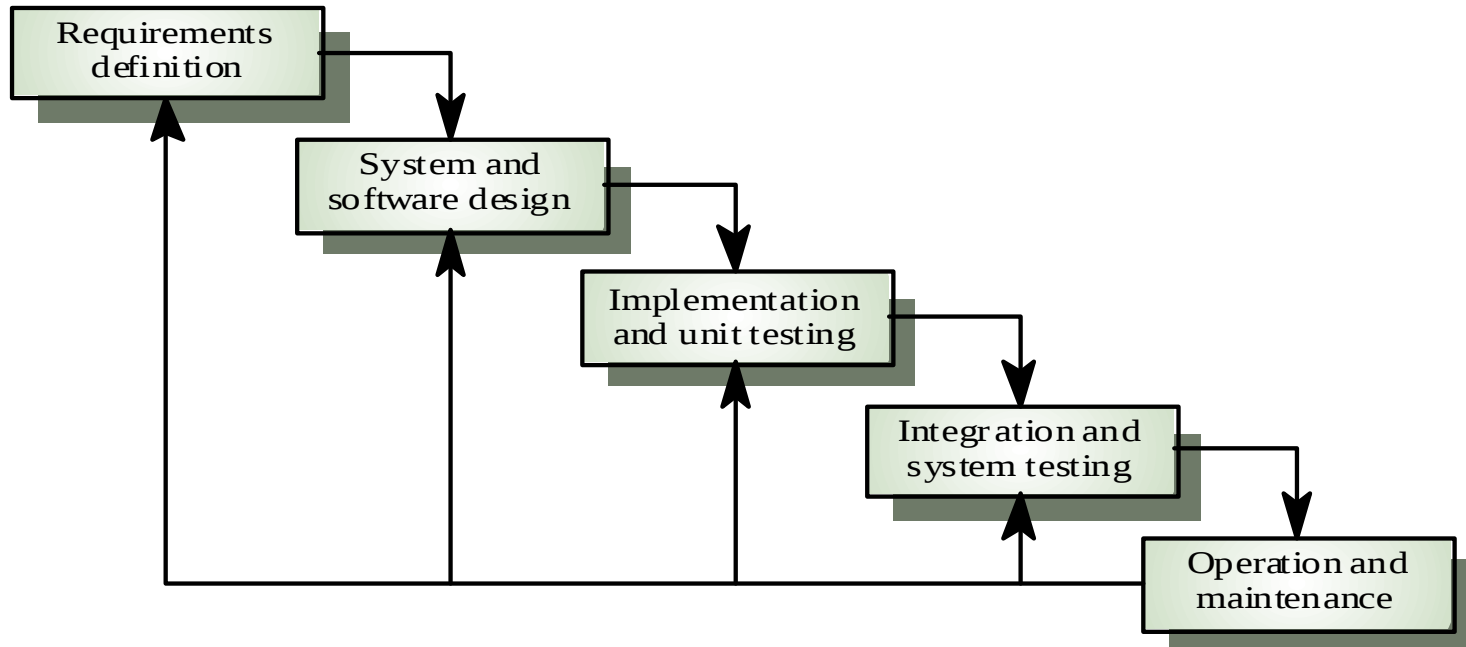 Requirements
definition
System and
software design
Implementation
and unit testing
Integration and
system testing
Operation and
maintenance